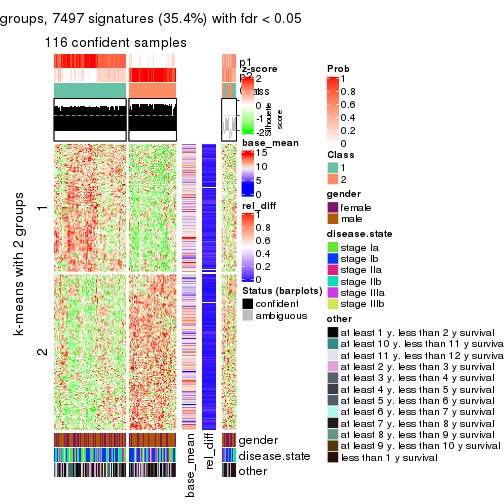 groups, 7497 signatures (35.4%) with fdr < 0.05
116 confident samples
p1
z-score
2
1
0
-1
-2
Silhouette
score
base_mean
15
10
5
0
rel_diff
1
0.8
0.6
0.4
0.2
0
Status (barplots)
confident
ambiguous
Prob
1
0.8
0.6
0.4
0.2
0
Class
1
2
gender
female
male
disease.state
stage Ia
stage Ib
stage IIa
stage IIb
stage IIIa
stage IIIb
other
at least 1 y. less than 2 y survival
at least 10 y. less than 11 y survival
at least 11 y. less than 12 y survival
at least 2 y. less than 3 y survival
at least 3 y. less than 4 y survival
at least 4 y. less than 5 y survival
at least 5 y. less than 6 y survival
at least 6 y. less than 7 y survival
at least 7 y. less than 8 y survival
at least 8 y. less than 9 y survival
at least 9 y. less than 10 y survival
less than 1 y survival
k-means with 2 groups
1
2
gender
disease.state
other
base_mean
rel_diff